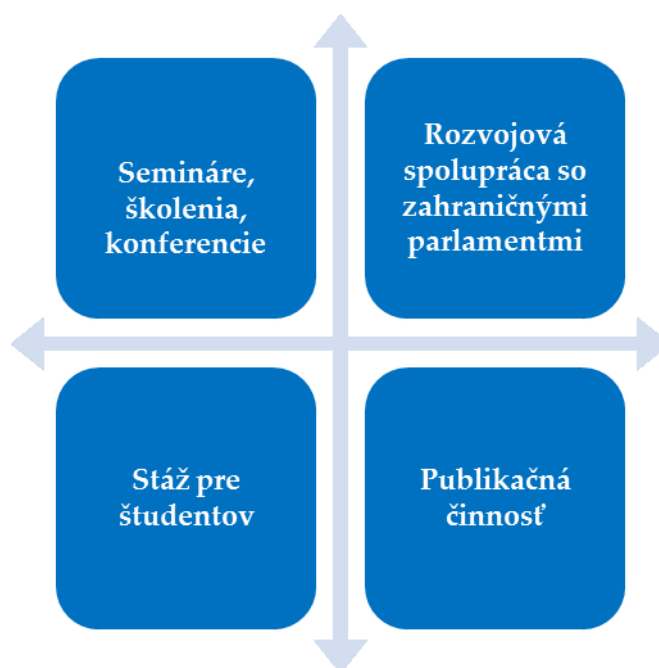 Semináre,
školenia,
konferencie
Rozvojová
spolupráca so
zahraničnými
parlamentmi
Stáž pre
študentov
Publikačná
činnosť